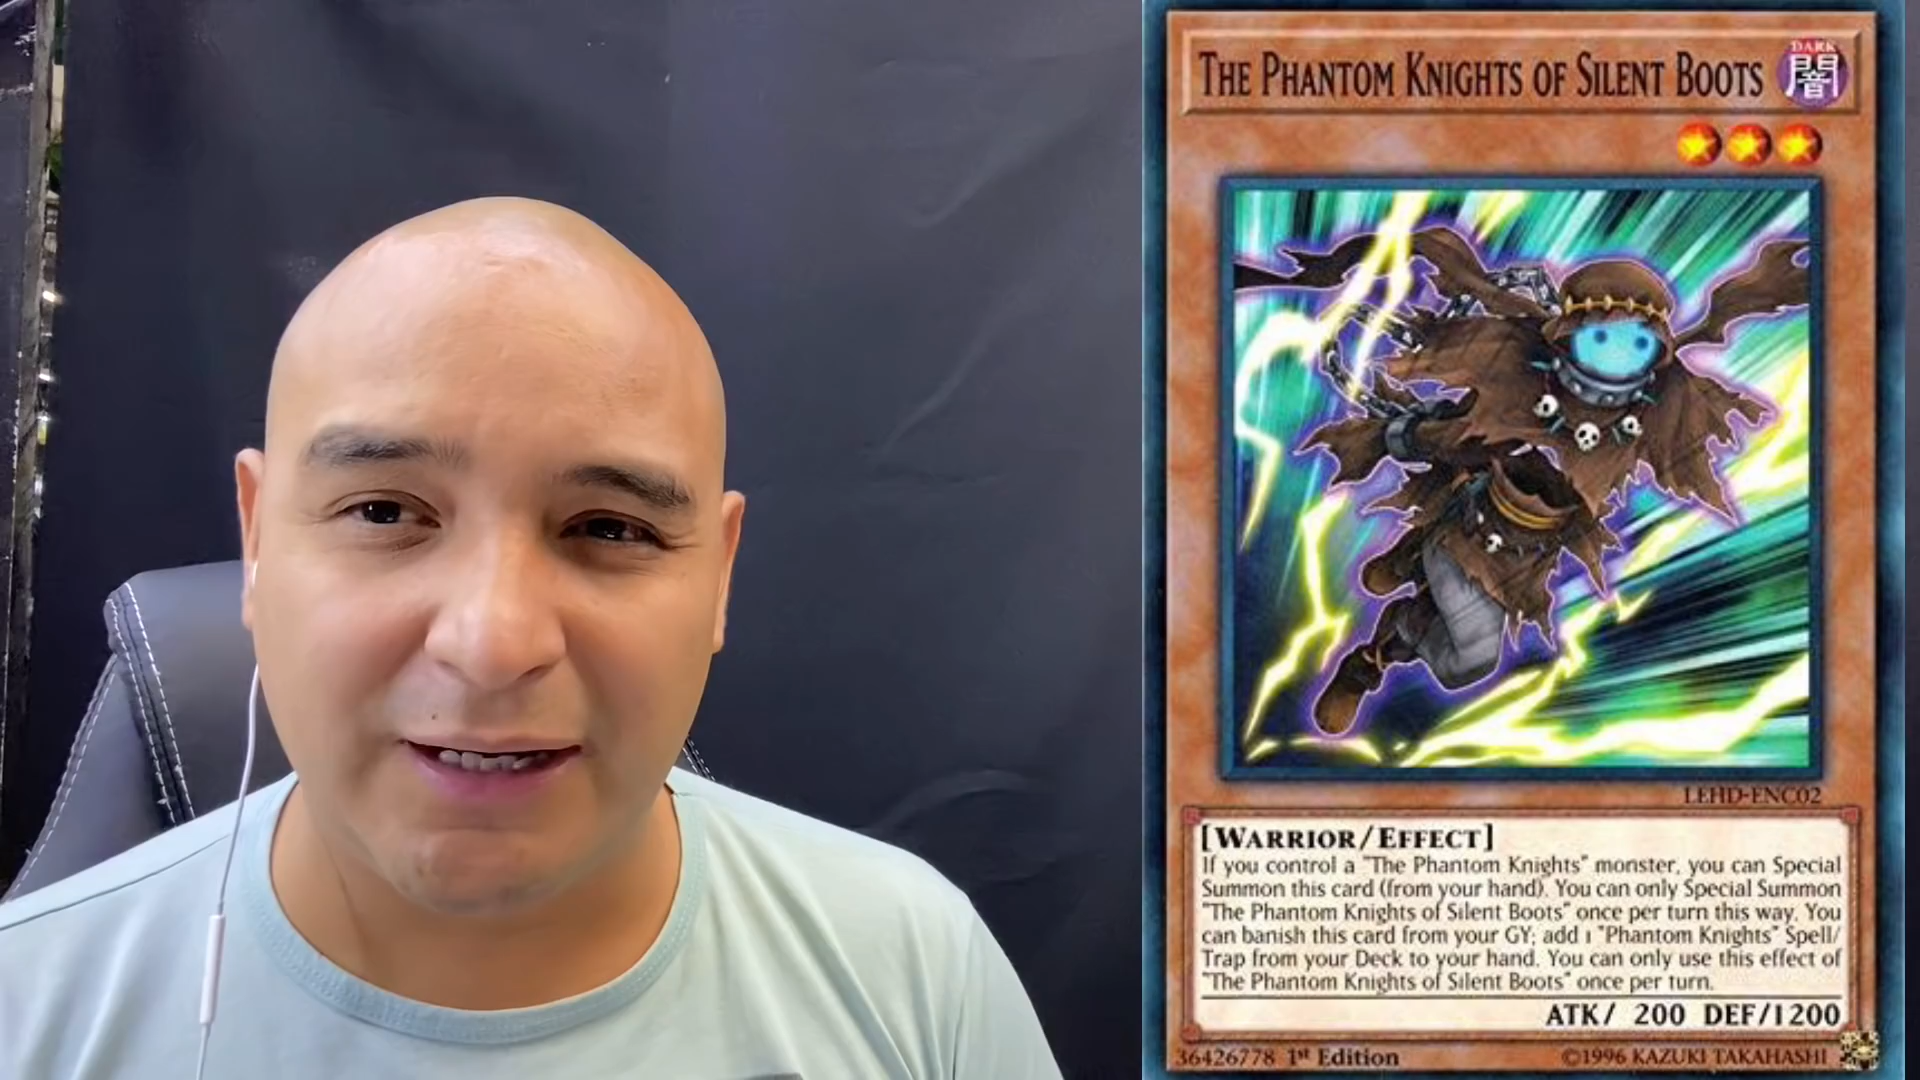 THE PHANTOM KNIGHTS OF SILENT BOOTS
DARK
闇
LEHD-ENC02
[WARRIOR/EFFECT]
If you control a "The Phantom Knights" monster, you can Special
Summon this card (from your hand). You can only Special Summon
"The Phantom Knights of Silent Boots" once per turn this way. You
can banish this card from your GY; add 1 "Phantom Knights" Spell/
Trap from your Deck to your hand. You can only use this effect of
"The Phantom Knights of Silent Boots" once per turn.
ATK/ 200 DEF/1200
36426778 1st Edition ©1996 KAZUKI TAKAHASHI